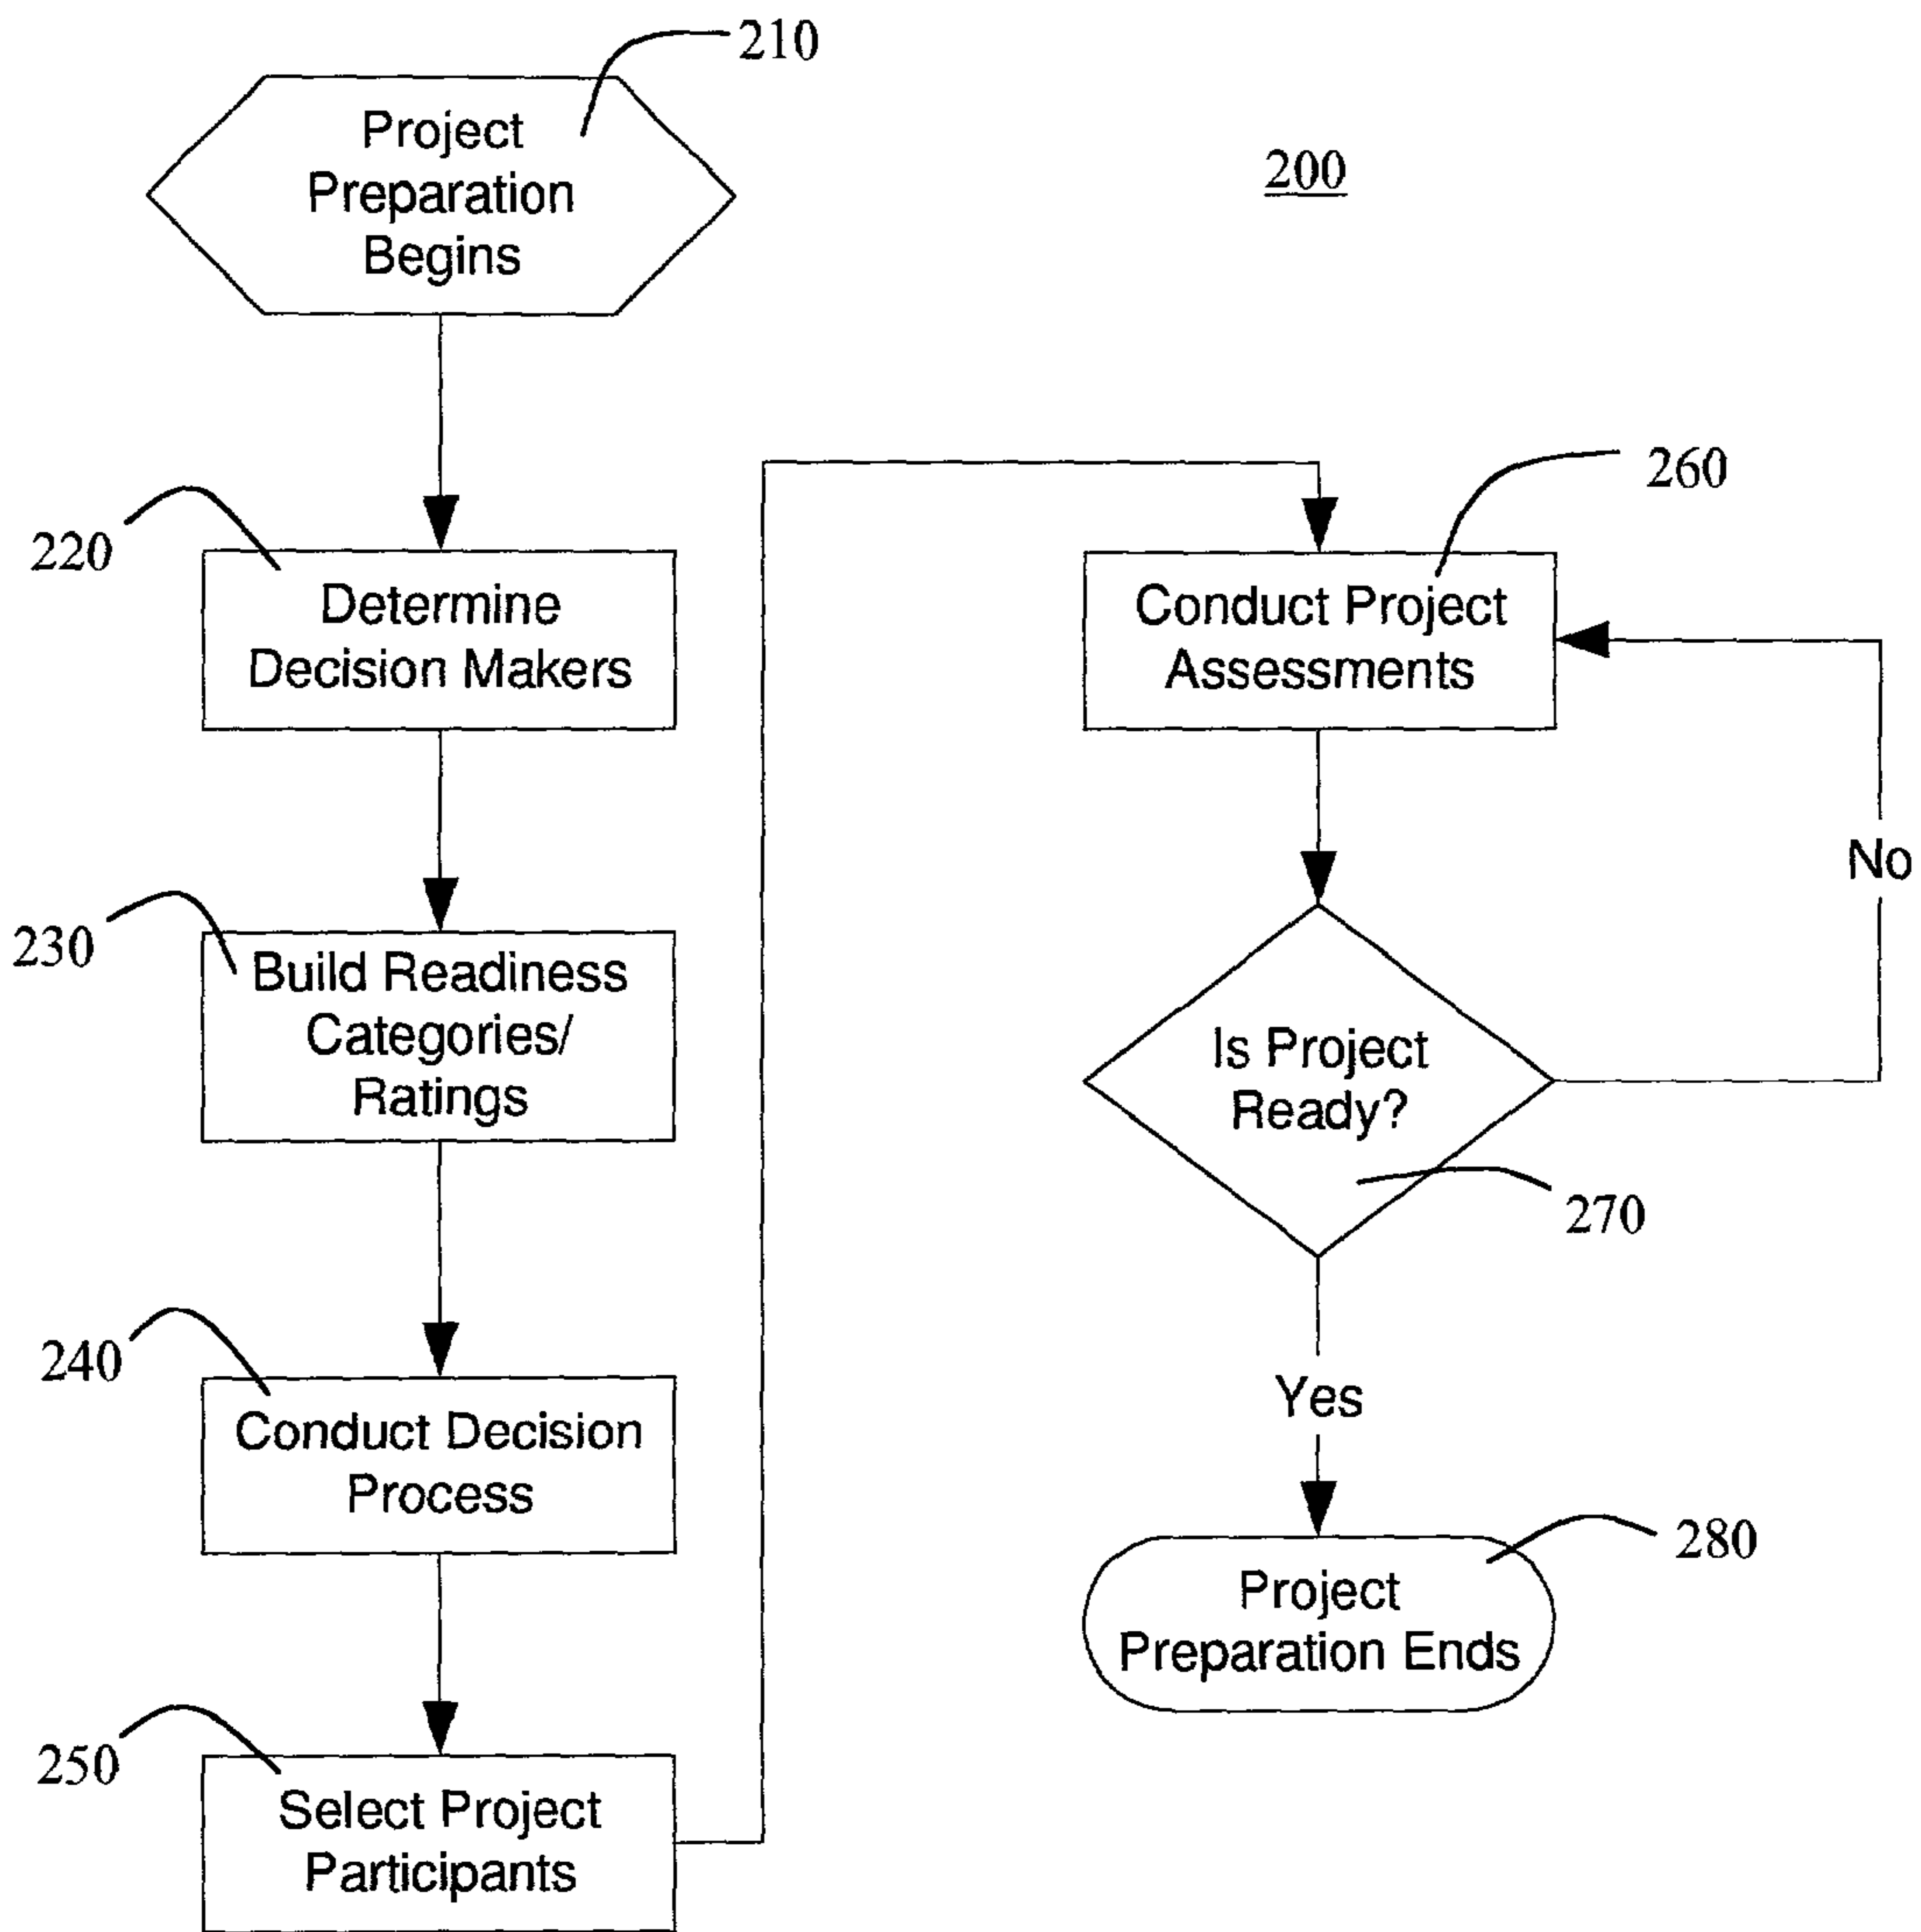 210
Project
Preparation
Begins
200
220
Determine
Decision Makers
230
Build Readiness
Categories/
Ratings
240
Conduct Decision
Process
250
Select Project
Participants
260
Conduct Project
Assessments
No
Is Project
Ready?
270
Yes
280
Project
Preparation Ends